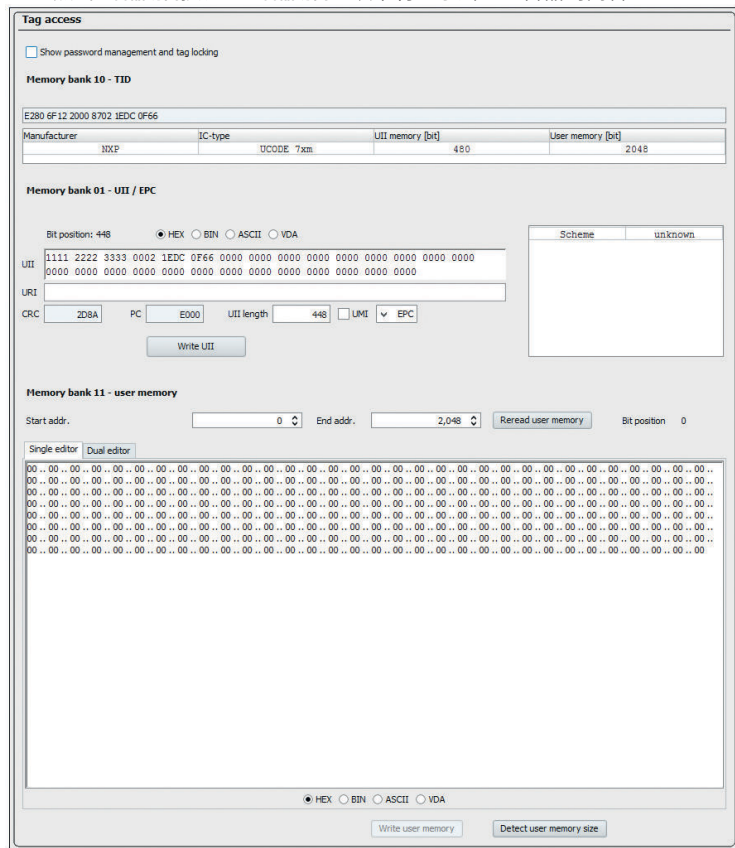 Tag access
Show password management and tag locking
Memory bank 10 - TID
E280 6F12 2000 8702 1EDC 0F66
Manufacturer IC-type UII memory [bit] User memory [bit]
NXP UCODE 7xm 480 2048
Memory bank 01 - UII / EPC
Bit position: 448 HEX BIN ASCII VDA Scheme unknown
UII 1111 2222 3333 0002 1EDC 0F66 0000 0000 0000 0000 0000 0000 0000 0000 0000
0000 0000 0000 0000 0000 0000 0000 0000 0000 0000 0000 0000 0000
URI
CRC 2D8A PC E000 UII length 448 UMI EPC
Write UII
Memory bank 11 - user memory
Start addr. 0 End addr. 2,048 Reread user memory Bit position 0
Single editor Dual editor
00 .. 00 .. 00 .. 00 .. 00 .. 00 .. 00 .. 00 .. 00 .. 00 .. 00 .. 00 .. 00 .. 00 .. 00 .. 00 .. 00 .. 00 .. 00 .. 00 .. 00 .. 00 .. 00 .. 00 .. 00 .. 00 .. 00 .. 00 .. 00 .. 00 .. 00 .. 00 ..
00 .. 00 .. 00 .. 00 .. 00 .. 00 .. 00 .. 00 .. 00 .. 00 .. 00 .. 00 .. 00 .. 00 .. 00 .. 00 .. 00 .. 00 .. 00 .. 00 .. 00 .. 00 .. 00 .. 00 .. 00 .. 00 .. 00 .. 00 .. 00 .. 00 .. 00 .. 00 ..
00 .. 00 .. 00 .. 00 .. 00 .. 00 .. 00 .. 00 .. 00 .. 00 .. 00 .. 00 .. 00 .. 00 .. 00 .. 00 .. 00 .. 00 .. 00 .. 00 .. 00 .. 00 .. 00 .. 00 .. 00 .. 00 .. 00 .. 00 .. 00 .. 00 .. 00 .. 00 ..
00 .. 00 .. 00 .. 00 .. 00 .. 00 .. 00 .. 00 .. 00 .. 00 .. 00 .. 00 .. 00 .. 00 .. 00 .. 00 .. 00 .. 00 .. 00 .. 00 .. 00 .. 00 .. 00 .. 00 .. 00 .. 00 .. 00 .. 00 .. 00 .. 00 .. 00 .. 00 ..
00 .. 00 .. 00 .. 00 .. 00 .. 00 .. 00 .. 00 .. 00 .. 00 .. 00 .. 00 .. 00 .. 00 .. 00 .. 00 .. 00 .. 00 .. 00 .. 00 .. 00 .. 00 .. 00 .. 00 .. 00 .. 00 .. 00 .. 00 .. 00 .. 00 .. 00 .. 00 ..
00 .. 00 .. 00 .. 00 .. 00 .. 00 .. 00 .. 00 .. 00 .. 00 .. 00 .. 00 .. 00 .. 00 .. 00 .. 00 .. 00 .. 00 .. 00 .. 00 .. 00 .. 00 .. 00 .. 00 .. 00 .. 00 .. 00 .. 00 .. 00 .. 00 .. 00 .. 00 ..
00 .. 00 .. 00 .. 00 .. 00 .. 00 .. 00 .. 00 .. 00 .. 00 .. 00 .. 00 .. 00 .. 00 .. 00 .. 00 .. 00 .. 00 .. 00 .. 00 .. 00 .. 00 .. 00 .. 00 .. 00 .. 00 .. 00 .. 00 .. 00 .. 00 .. 00 .. 00 ..
00 .. 00 .. 00 .. 00 .. 00 .. 00 .. 00 .. 00 .. 00 .. 00 .. 00 .. 00 .. 00 .. 00 .. 00 .. 00 .. 00 .. 00 .. 00 .. 00 .. 00 .. 00 .. 00 .. 00 .. 00 .. 00 .. 00 .. 00 .. 00 .. 00 .. 00 .. 00
HEX BIN ASCII VDA
Write user memory Detect user memory size